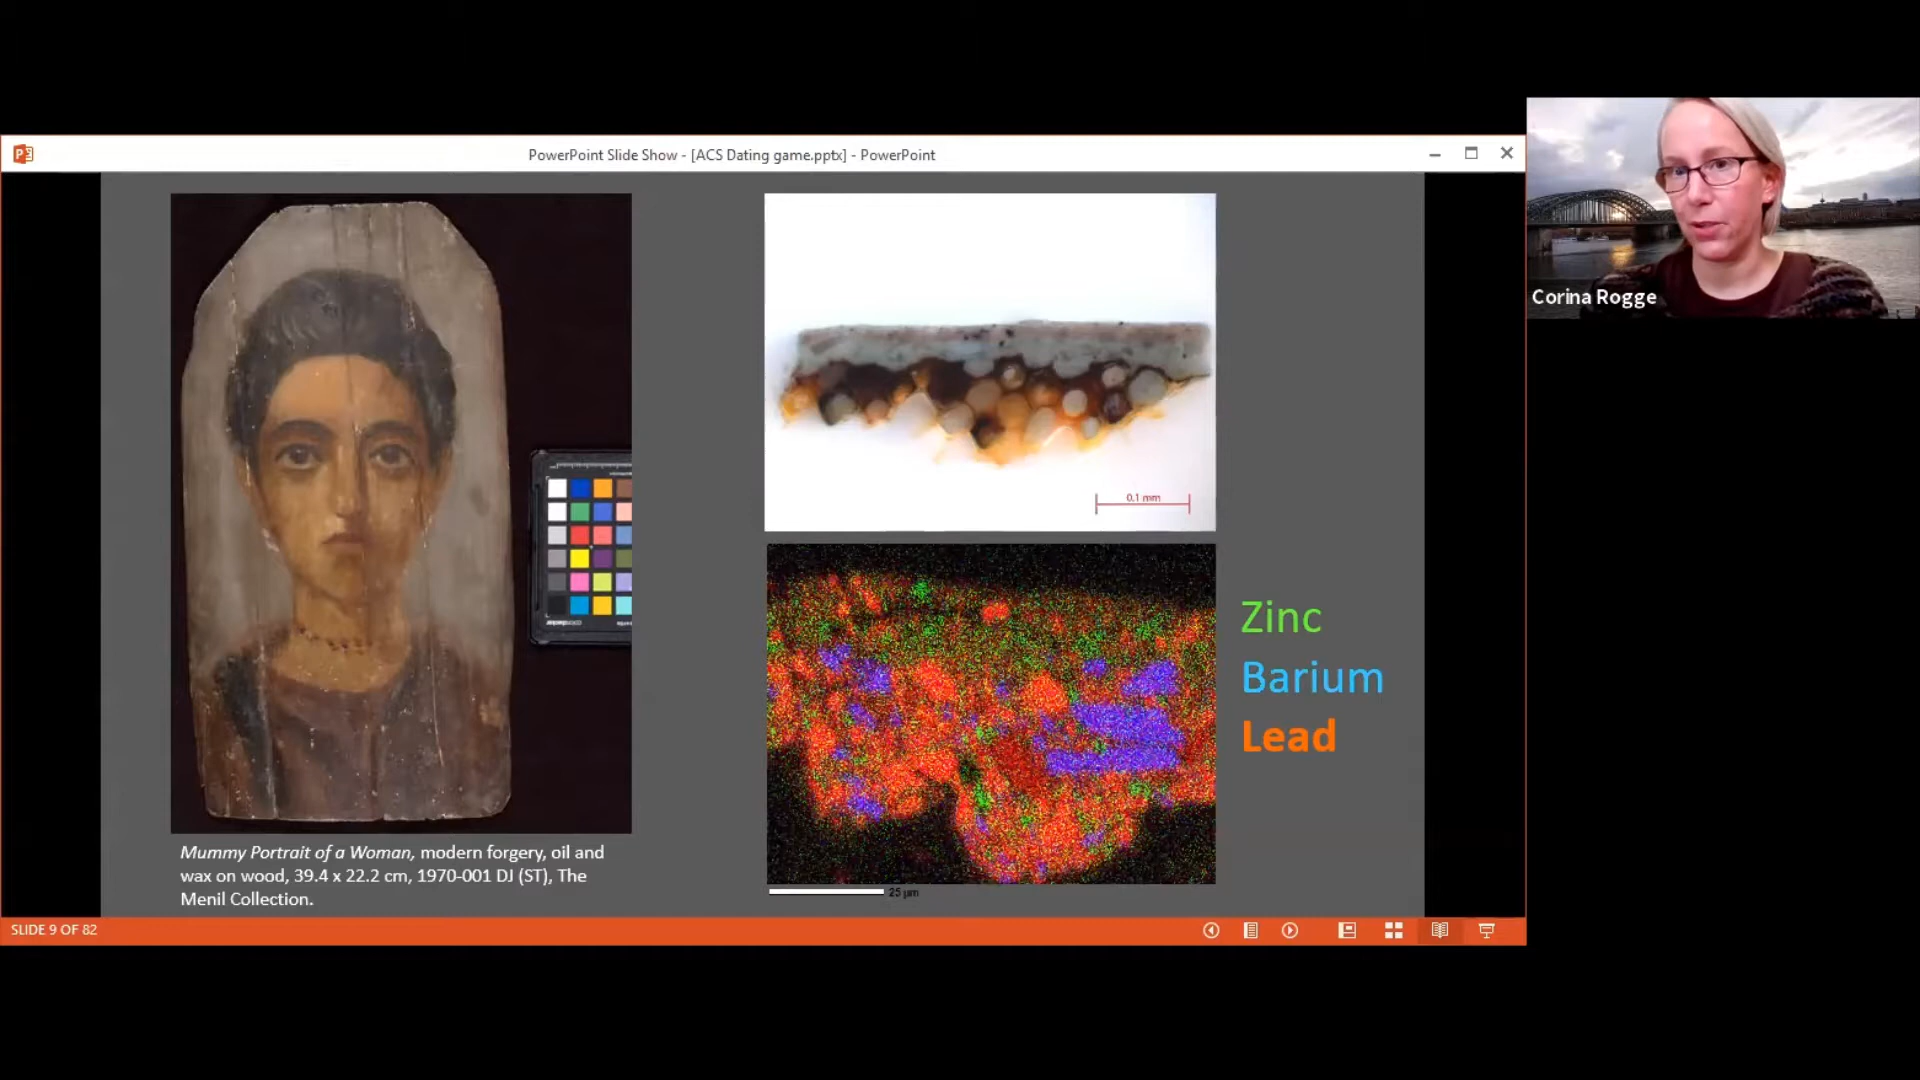 PowerPoint Slide Show - [ACS Dating game.pptx] - PowerPoint
Corina Rogge
0.1 mm
Zinc
Barium
Lead
Mummy Portrait of a Woman, modern forgery, oil and
wax on wood, 39.4 x 22.2 cm, 1970-001 DJ (ST), The
Menil Collection.
25 µm
SLIDE 9 OF 82